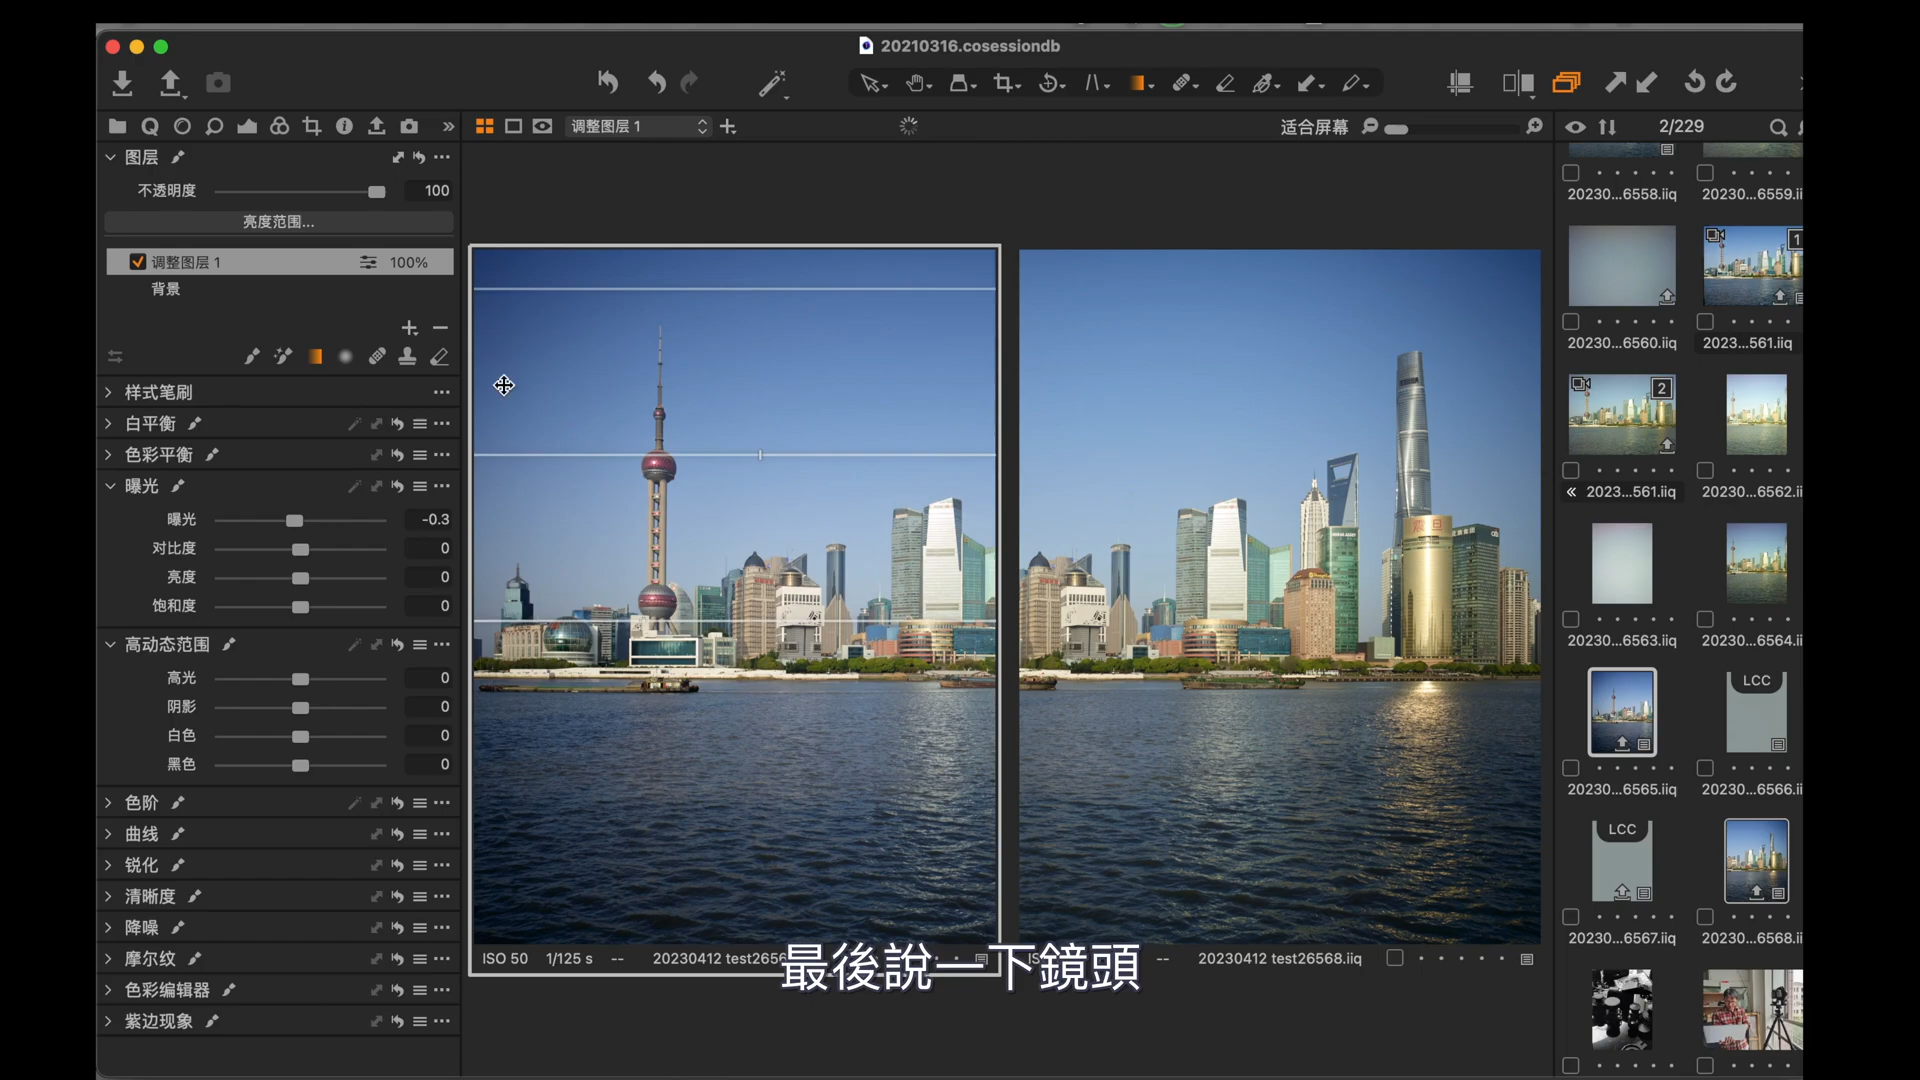 20210316.cosessiondb
调整图层 1
适合屏幕
2/229
图层
不透明度
100
亮度范围...
调整图层 1
100%
背景
样式笔刷
白平衡
色彩平衡
曝光
曝光
-0.3
对比度
0
亮度
0
饱和度
0
高动态范围
高光
0
阴影
0
白色
0
黑色
0
色阶
曲线
锐化
清晰度
降噪
摩尔纹
色彩编辑器
紫边现象
ISO 50 1/125 s -- 20230412 test2656
-- 20230412 test26568.iiq
最後說一下鏡頭
20230...6558.iiq
20230...6559.ii
1
20230...6560.iiq
2023...561.iiq
2
2023...561.iiq
20230...6562.ii
20230...6563.iiq
20230...6564.ii
LCC
20230...6565.iiq
20230...6566.ii
LCC
20230...6567.iiq
20230...6568.ii